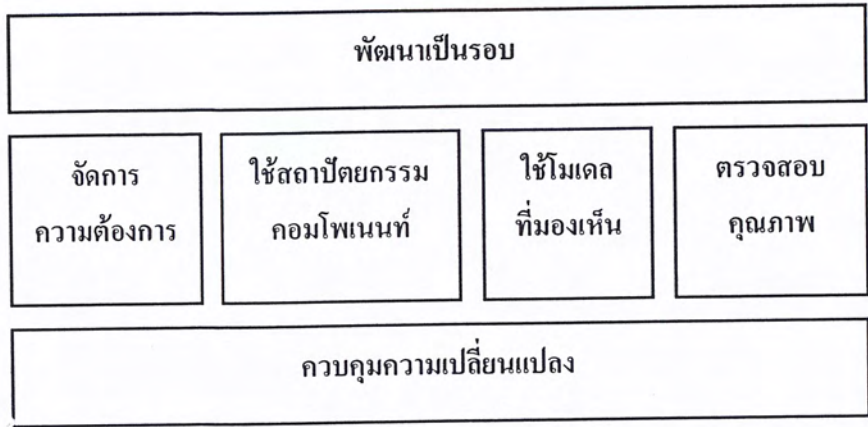 พัฒนาเป็นรอบ
จัดการ
ความต้องการ
ใช้สถาปัตยกรรม
คอมโพเนนท์
ใช้โมเดล
ที่มองเห็น
ตรวจสอบ
คุณภาพ
ควบคุมความเปลี่ยนแปลง